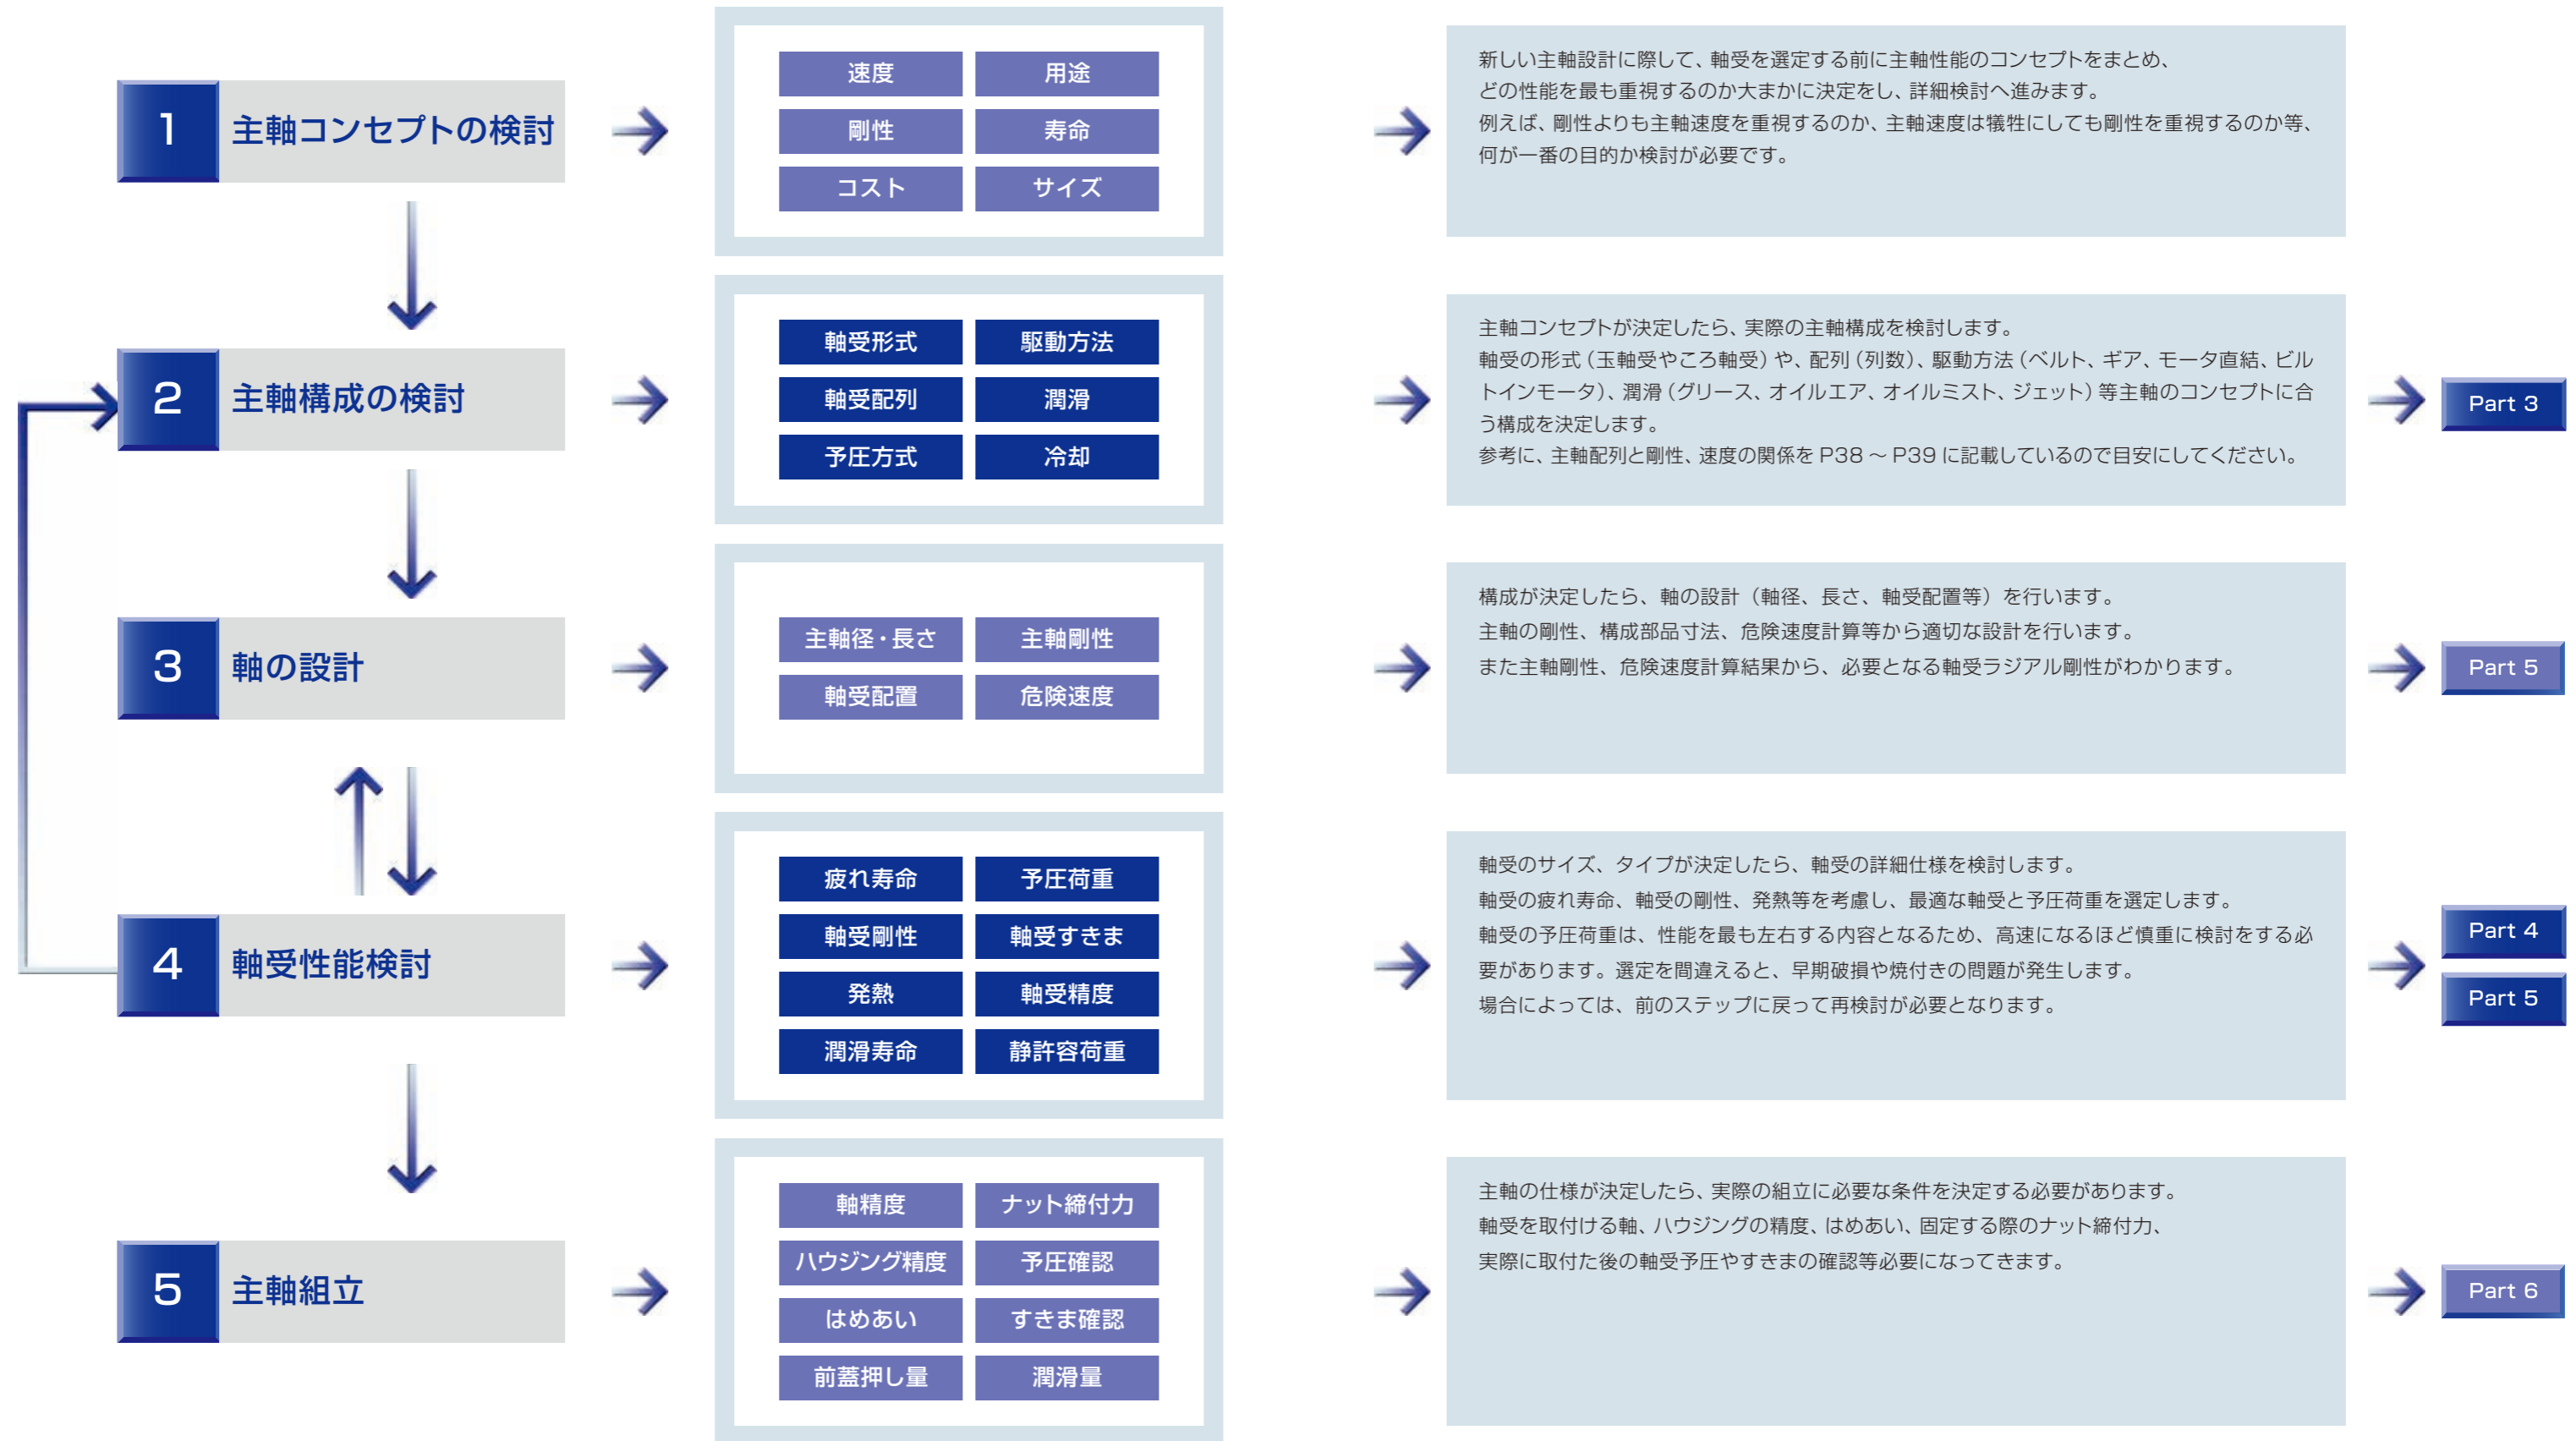 1
主軸コンセプトの検討
速度
用途
剛性
寿命
コスト
サイズ
新しい主軸設計に際して、軸受を選定する前に主軸性能のコンセプトをまとめ、
どの性能を最も重視するのか大まかに決定をし、詳細検討へ進みます。
例えば、剛性よりも主軸速度を重視するのか、主軸速度は犠牲にしても剛性を重視するのか等、
何が一番の目的か検討が必要です。
2
主軸構成の検討
軸受形式
駆動方法
軸受配列
潤滑
予圧方式
冷却
主軸コンセプトが決定したら、実際の主軸構成を検討します。
軸受の形式（玉軸受やころ軸受）や、配列（列数）、駆動方法（ベルト、ギア、モータ直結、ビル
トインモータ）、潤滑（グリース、オイルエア、オイルミスト、ジェット）等主軸のコンセプトに合
う構成を決定します。
参考に、主軸配列と剛性、速度の関係を P38 ～ P39 に記載しているので目安にしてください。
Part 3
3
軸の設計
主軸径・長さ
主軸剛性
軸受配置
危険速度
構成が決定したら、軸の設計（軸径、長さ、軸受配置等）を行います。
主軸の剛性、構成部品寸法、危険速度計算等から適切な設計を行います。
また主軸剛性、危険速度計算結果から、必要となる軸受ラジアル剛性がわかります。
Part 5
4
軸受性能検討
疲れ寿命
予圧荷重
軸受剛性
軸受すきま
発熱
軸受精度
潤滑寿命
静許容荷重
軸受のサイズ、タイプが決定したら、軸受の詳細仕様を検討します。
軸受の疲れ寿命、軸受の剛性、発熱等を考慮し、最適な軸受と予圧荷重を選定します。
軸受の予圧荷重は、性能を最も左右する内容となるため、高速になるほど慎重に検討をする必
要があります。選定を間違えると、早期破損や焼付きの問題が発生します。
場合によっては、前のステップに戻って再検討が必要となります。
Part 4
Part 5
5
主軸組立
軸精度
ナット締付力
ハウジング精度
予圧確認
はめあい
すきま確認
前蓋押し量
潤滑量
主軸の仕様が決定したら、実際の組立に必要な条件を決定する必要があります。
軸受を取付ける軸、ハウジングの精度、はめあい、固定する際のナット締付力、
実際に取付た後の軸受予圧やすきまの確認等必要になってきます。
Part 6